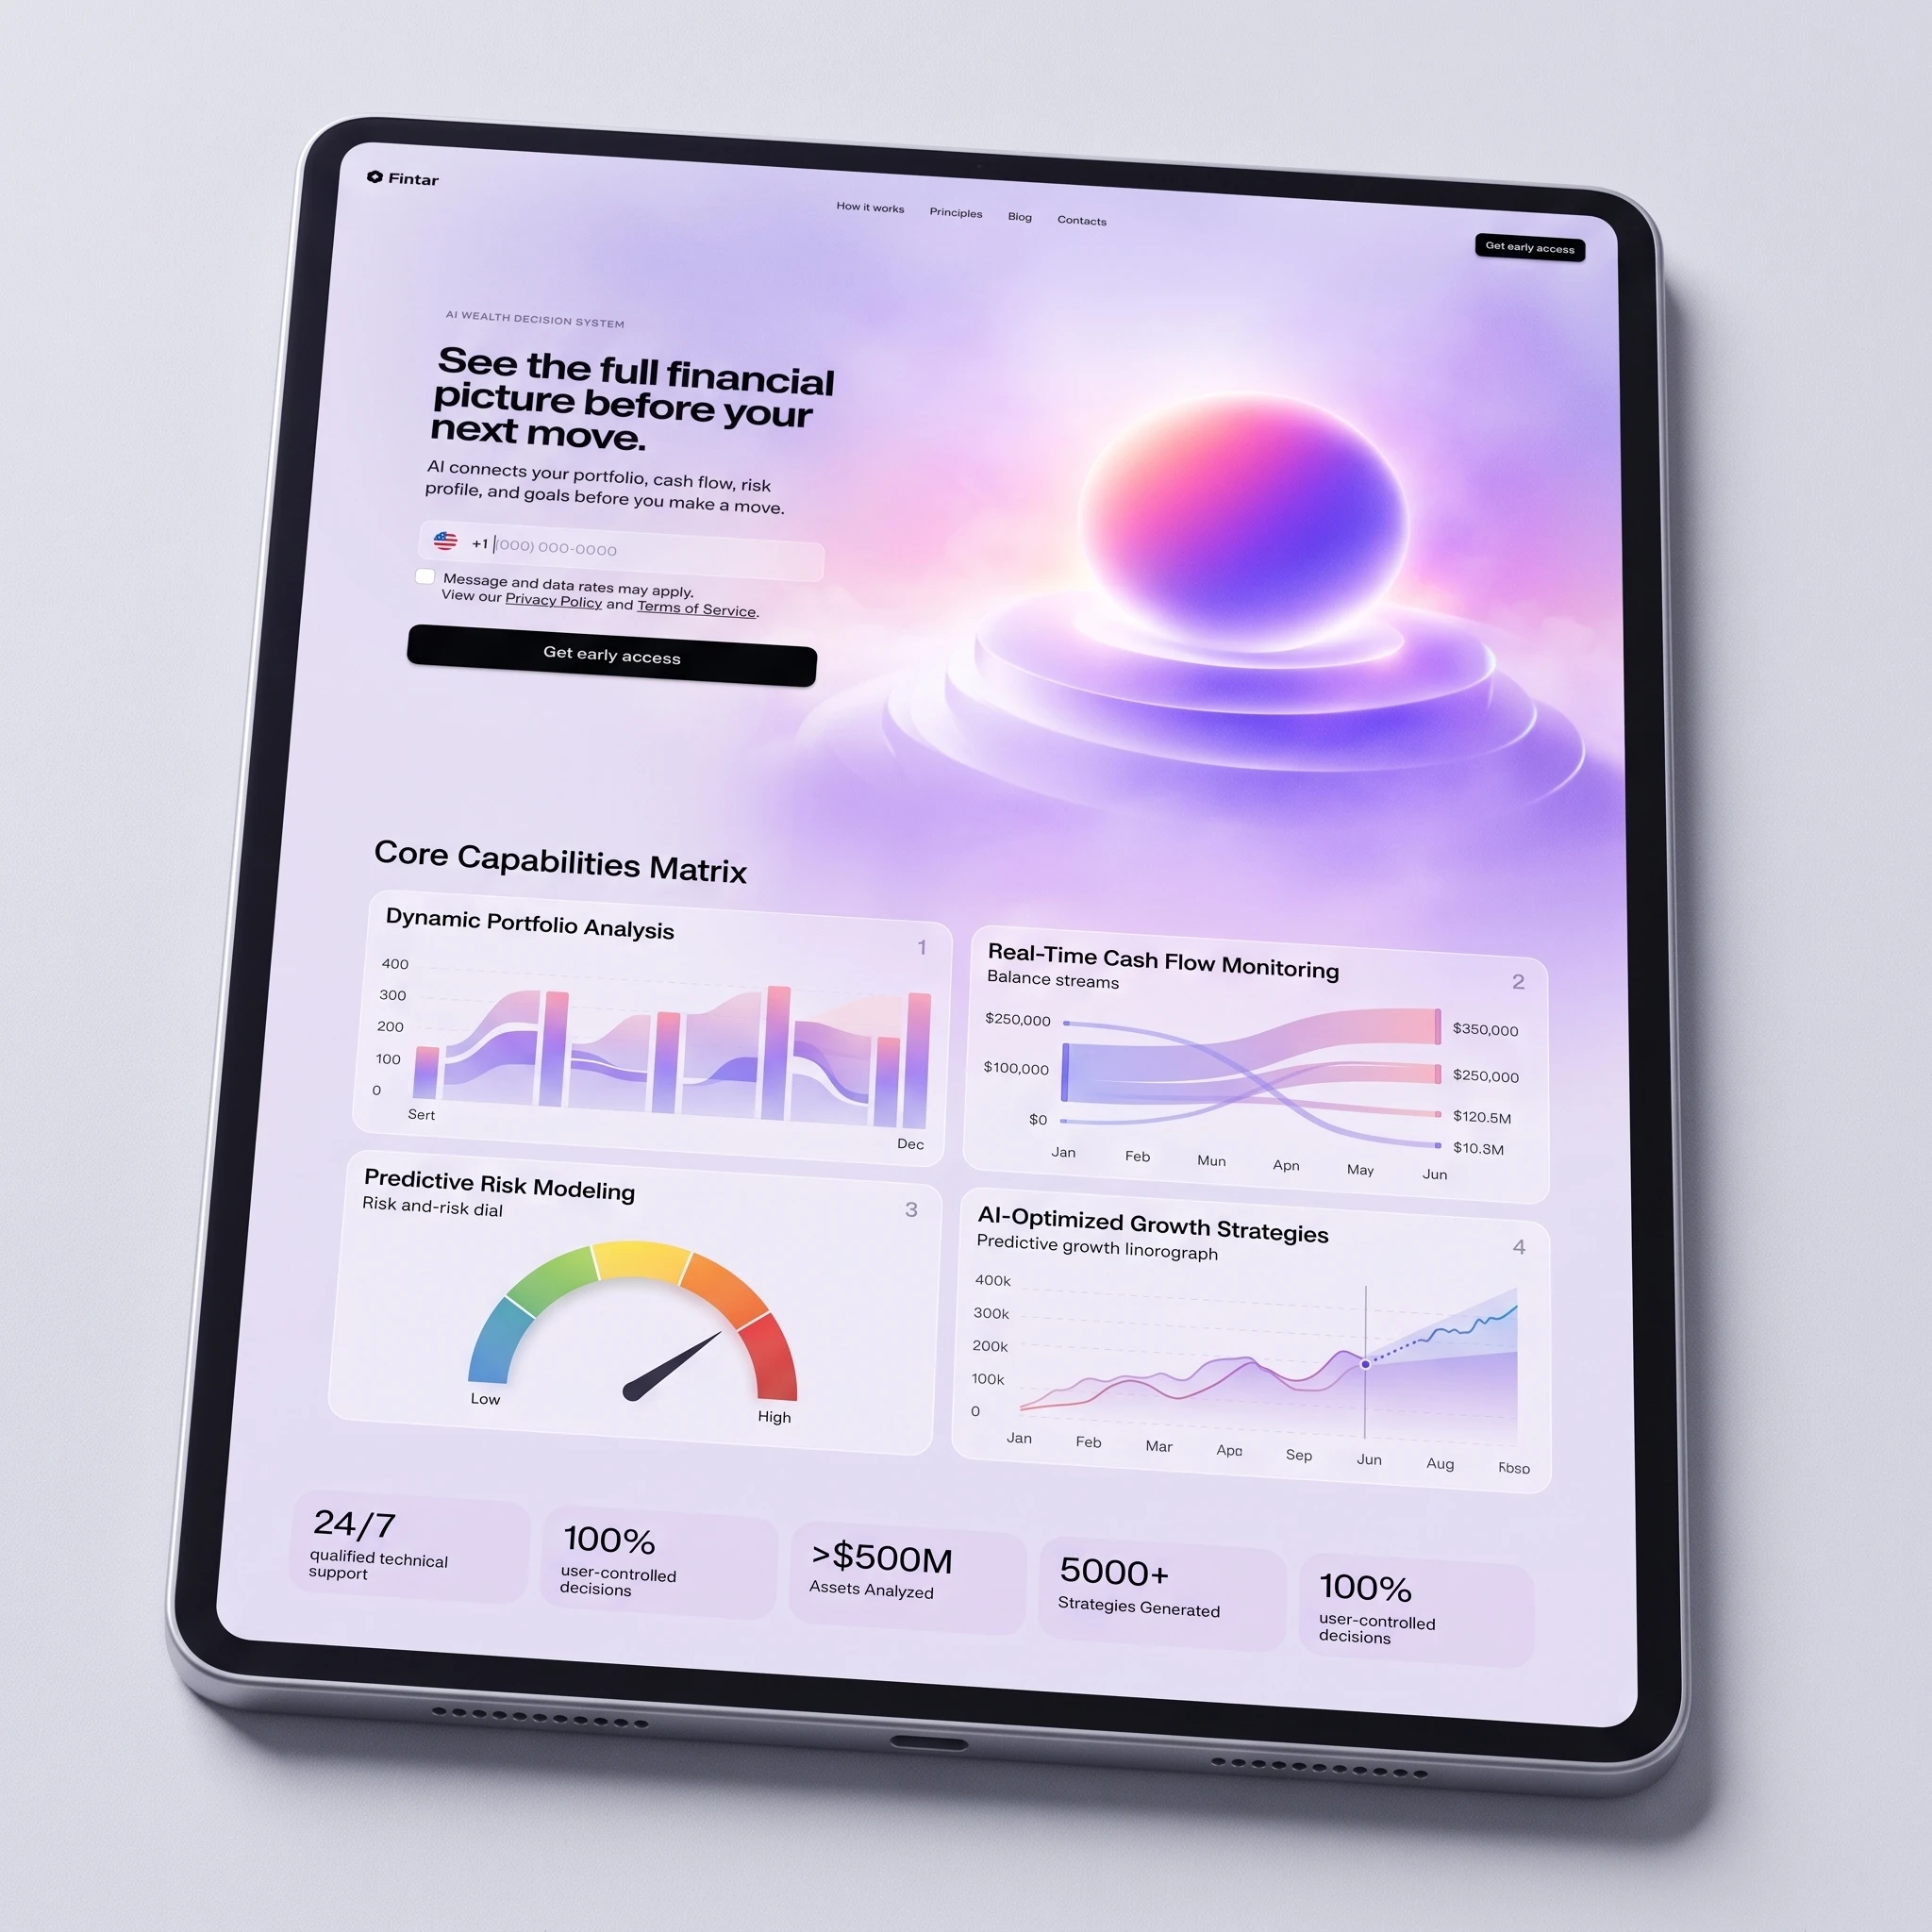 Fintar
How it works
Principles
Blog
Contacts
Get early access
AI WEALTH DECISION SYSTEM
See the full financial
picture before your
next move.
AI connects your portfolio, cash flow, risk
profile, and goals before you make a move.
+1 (000) 000-0000
Message and data rates may apply.
View our Privacy Policy and Terms of Service.
Get early access
Core Capabilities Matrix
Dynamic Portfolio Analysis
1
400
300
200
100
0
Sert
Dec
Real-Time Cash Flow Monitoring
2
Balance streams
$250,000
$100,000
$0
$350,000
$250,000
$120.5M
$10.3M
Jan
Feb
Mun
Apn
May
Jun
Predictive Risk Modeling
3
Risk and-risk dial
Low
High
AI-Optimized Growth Strategies
4
Predictive growth linorograph
400k
300k
200k
100k
0
Jan
Feb
Mar
Apa
Sep
Jun
Aug
24/7
qualified technical
support
100%
user-controlled
decisions
>$500M
Assets Analyzed
5000+
Strategies Generated
100%
user-controlled
decisions